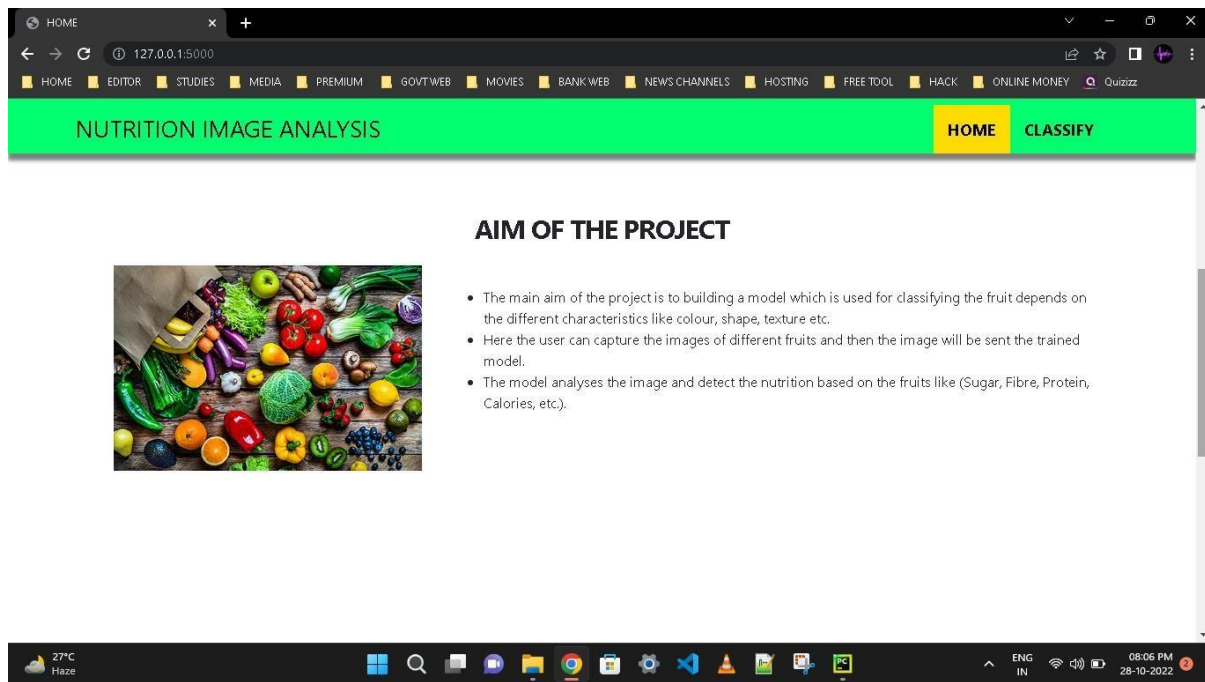 HOME
127.0.0.1:5000
HOME EDITOR STUDIES MEDIA PREMIUM GOVT WEB MOVIES BANK WEB NEWS CHANNELS HOSTING FREE TOOL HACK ONLINE MONEY Quizizz
NUTRITION IMAGE ANALYSIS HOME CLASSIFY
AIM OF THE PROJECT
The main aim of the project is to building a model which is used for classifying the fruit depends on
the different characteristics like colour, shape, texture etc.
Here the user can capture the images of different fruits and then the image will be sent the trained
model.
The model analyses the image and detect the nutrition based on the fruits like (Sugar, Fibre, Protein,
Calories, etc.).
27°C
Haze
PC
ENG
IN
08:06 PM
28-10-2022
2